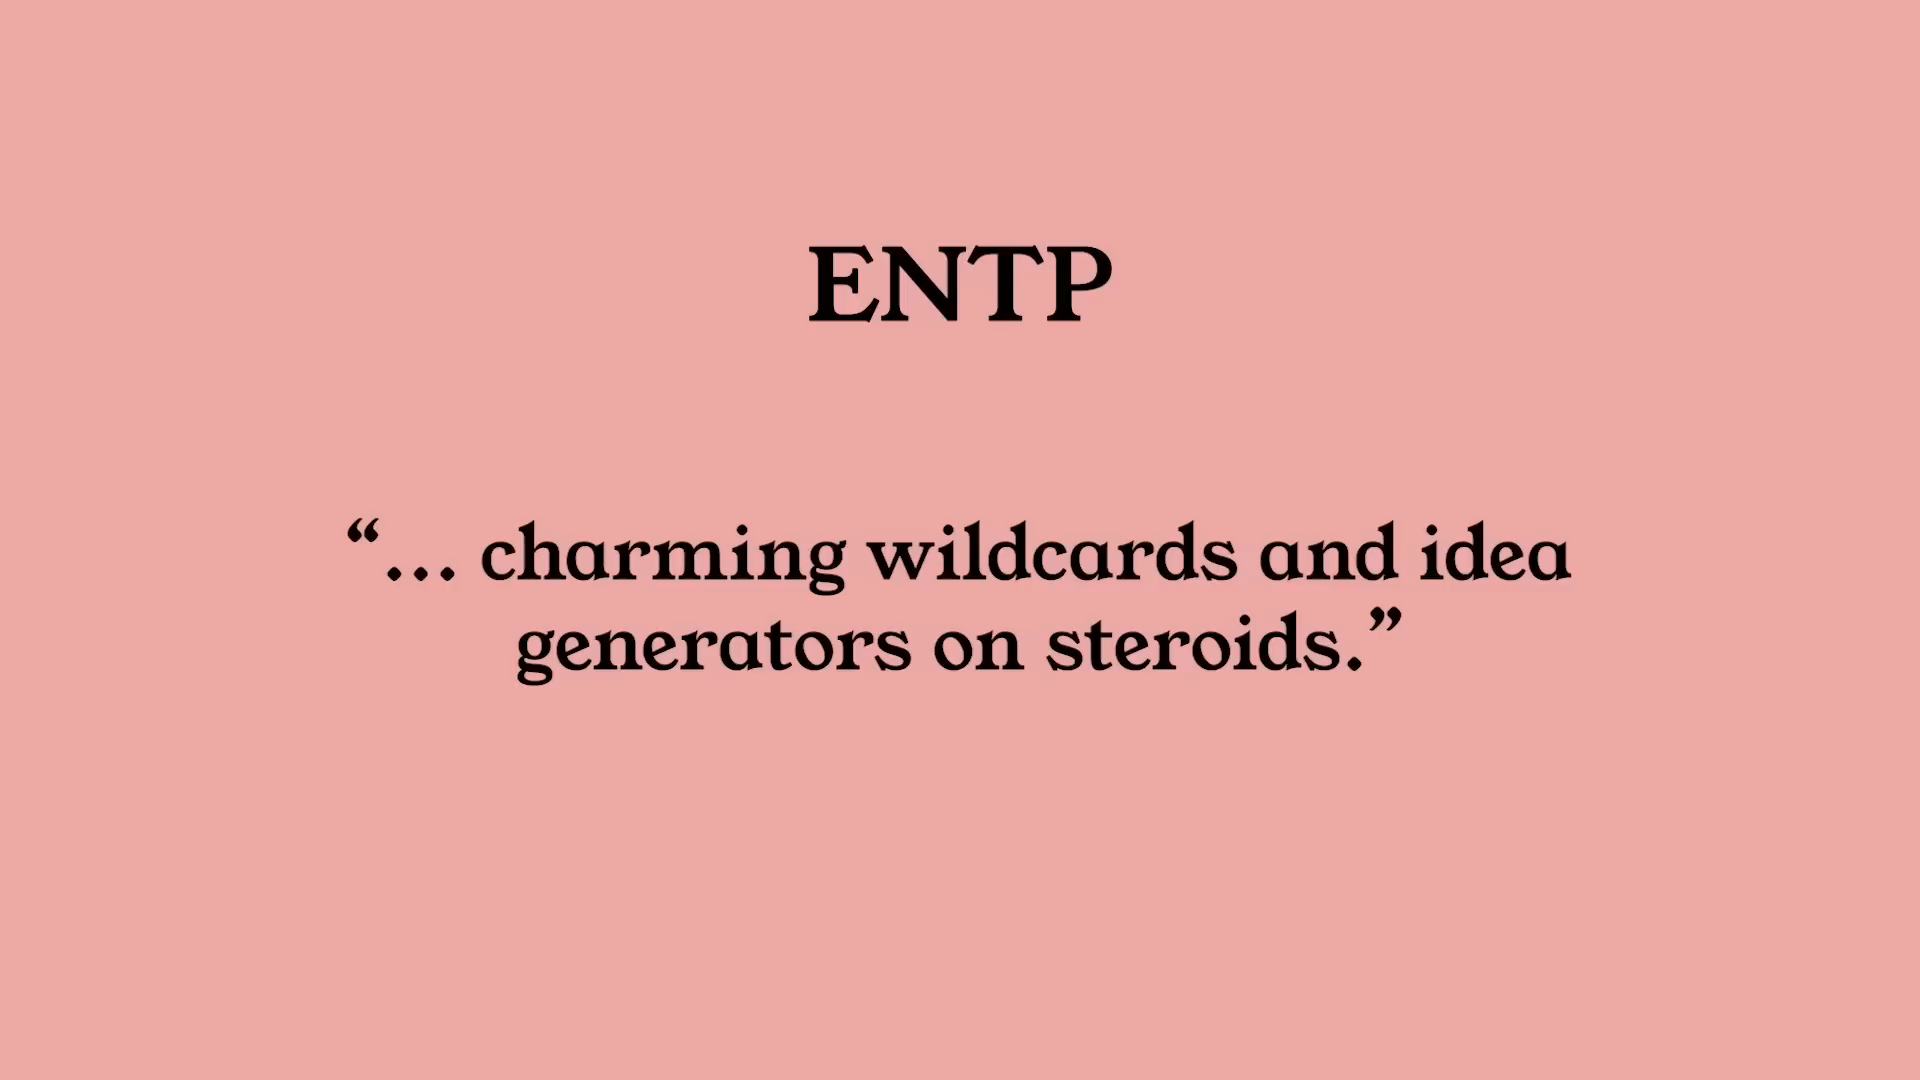 ENTP
“... charming wildcards and idea
generators on steroids.”